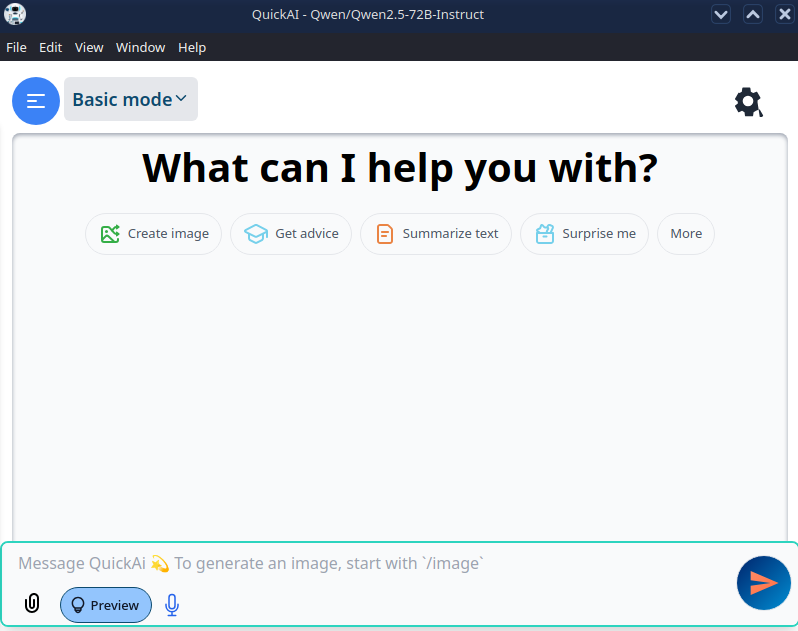 QuickAI - Qwen/Qwen2.5-72B-Instruct
File Edit View Window Help
Basic mode
What can I help you with?
Create image Get advice Summarize text Surprise me More
Message QuickAi 💫 To generate an image, start with `/image`
Preview